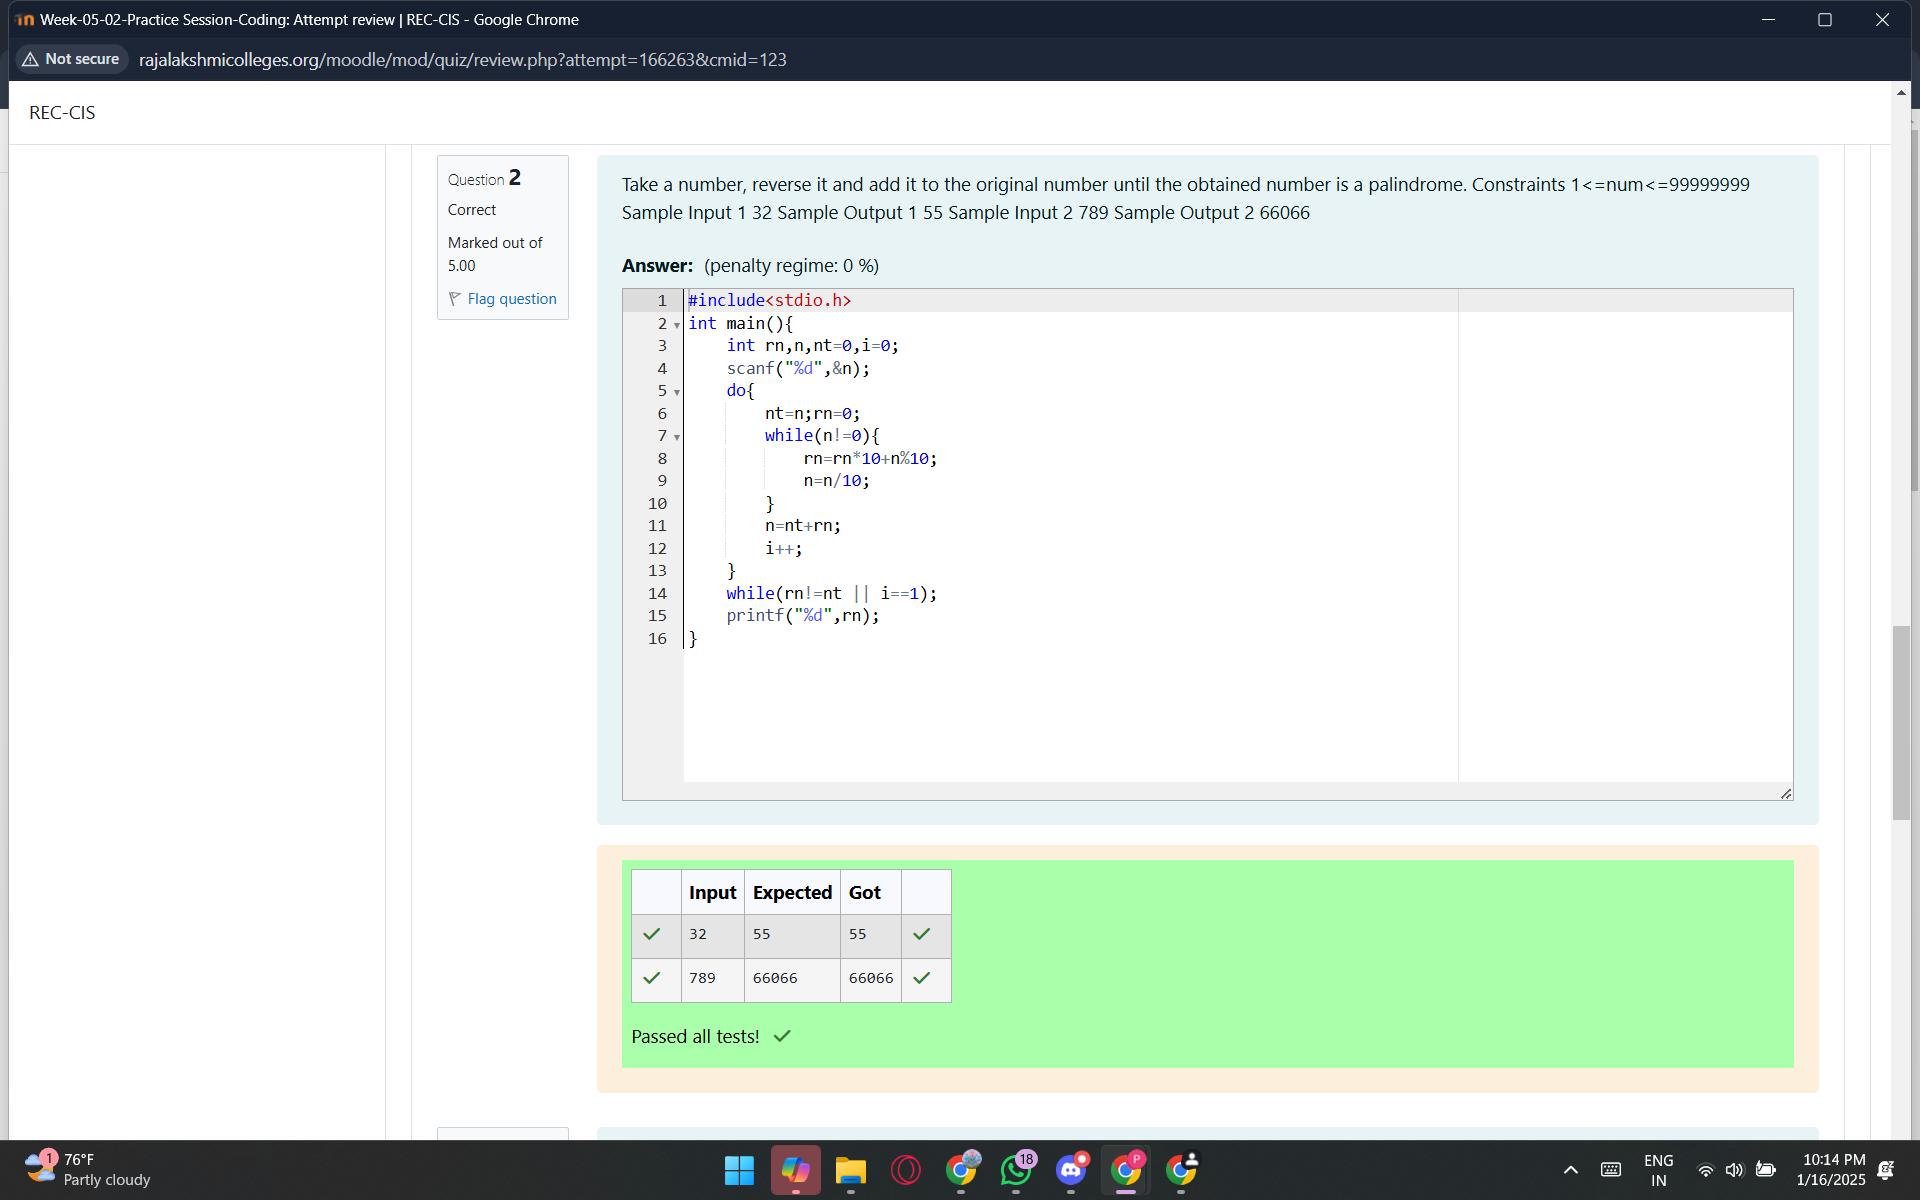 Week-05-02-Practice Session-Coding: Attempt review | REC-CIS - Google Chrome
Not secure rajalakshmicolleges.org/moodle/mod/quiz/review.php?attempt=166263&cmid=123
REC-CIS
Question 2
Correct
Marked out of
5.00
Flag question
Take a number, reverse it and add it to the original number until the obtained number is a palindrome. Constraints 1<=num<=99999999
Sample Input 1 32 Sample Output 1 55 Sample Input 2 789 Sample Output 2 66066
Answer: (penalty regime: 0 %)
1 #include<stdio.h>
2 int main(){
3     int rn,n,nt=0,i=0;
4     scanf("%d",&n);
5     do{
6         nt=n;rn=0;
7         while(n!=0){
8             rn=rn*10+n%10;
9             n=n/10;
10         }
11         n=nt+rn;
12         i++;
13     }
14     while(rn!=nt || i==1);
15     printf("%d",rn);
16 }
Input Expected Got
32 55 55
789 66066 66066
Passed all tests!
1
76°F
Partly cloudy
18
P
ENG
IN
10:14 PM
1/16/2025